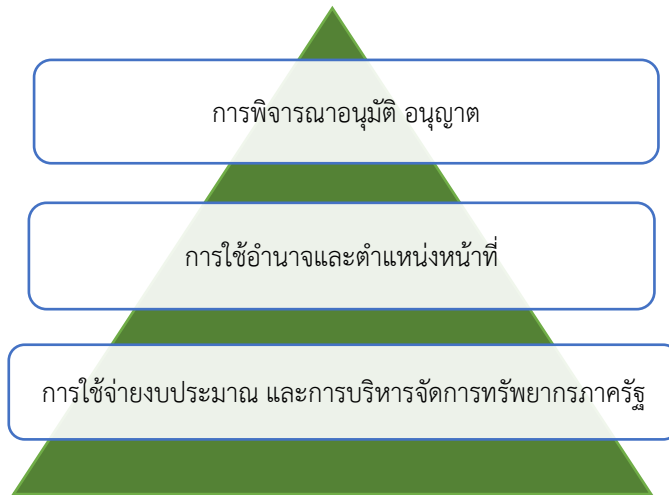 การพิจารณาอนุมัติ อนุญาต
การใช้อำนาจและตำแหน่งหน้าที่
การใช้จ่ายงบประมาณ และการบริหารจัดการทรัพยากรภาครัฐ